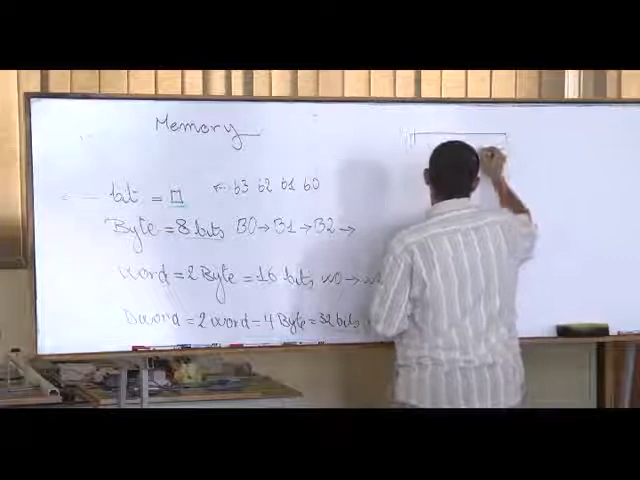 Memory
bit = □ ← b3 b2 b1 b0
Byte = 8 bits B0→B1→B2→
word = 2 Byte = 16 bits w0→
Dword = 2 word = 4 Byte = 32 bits